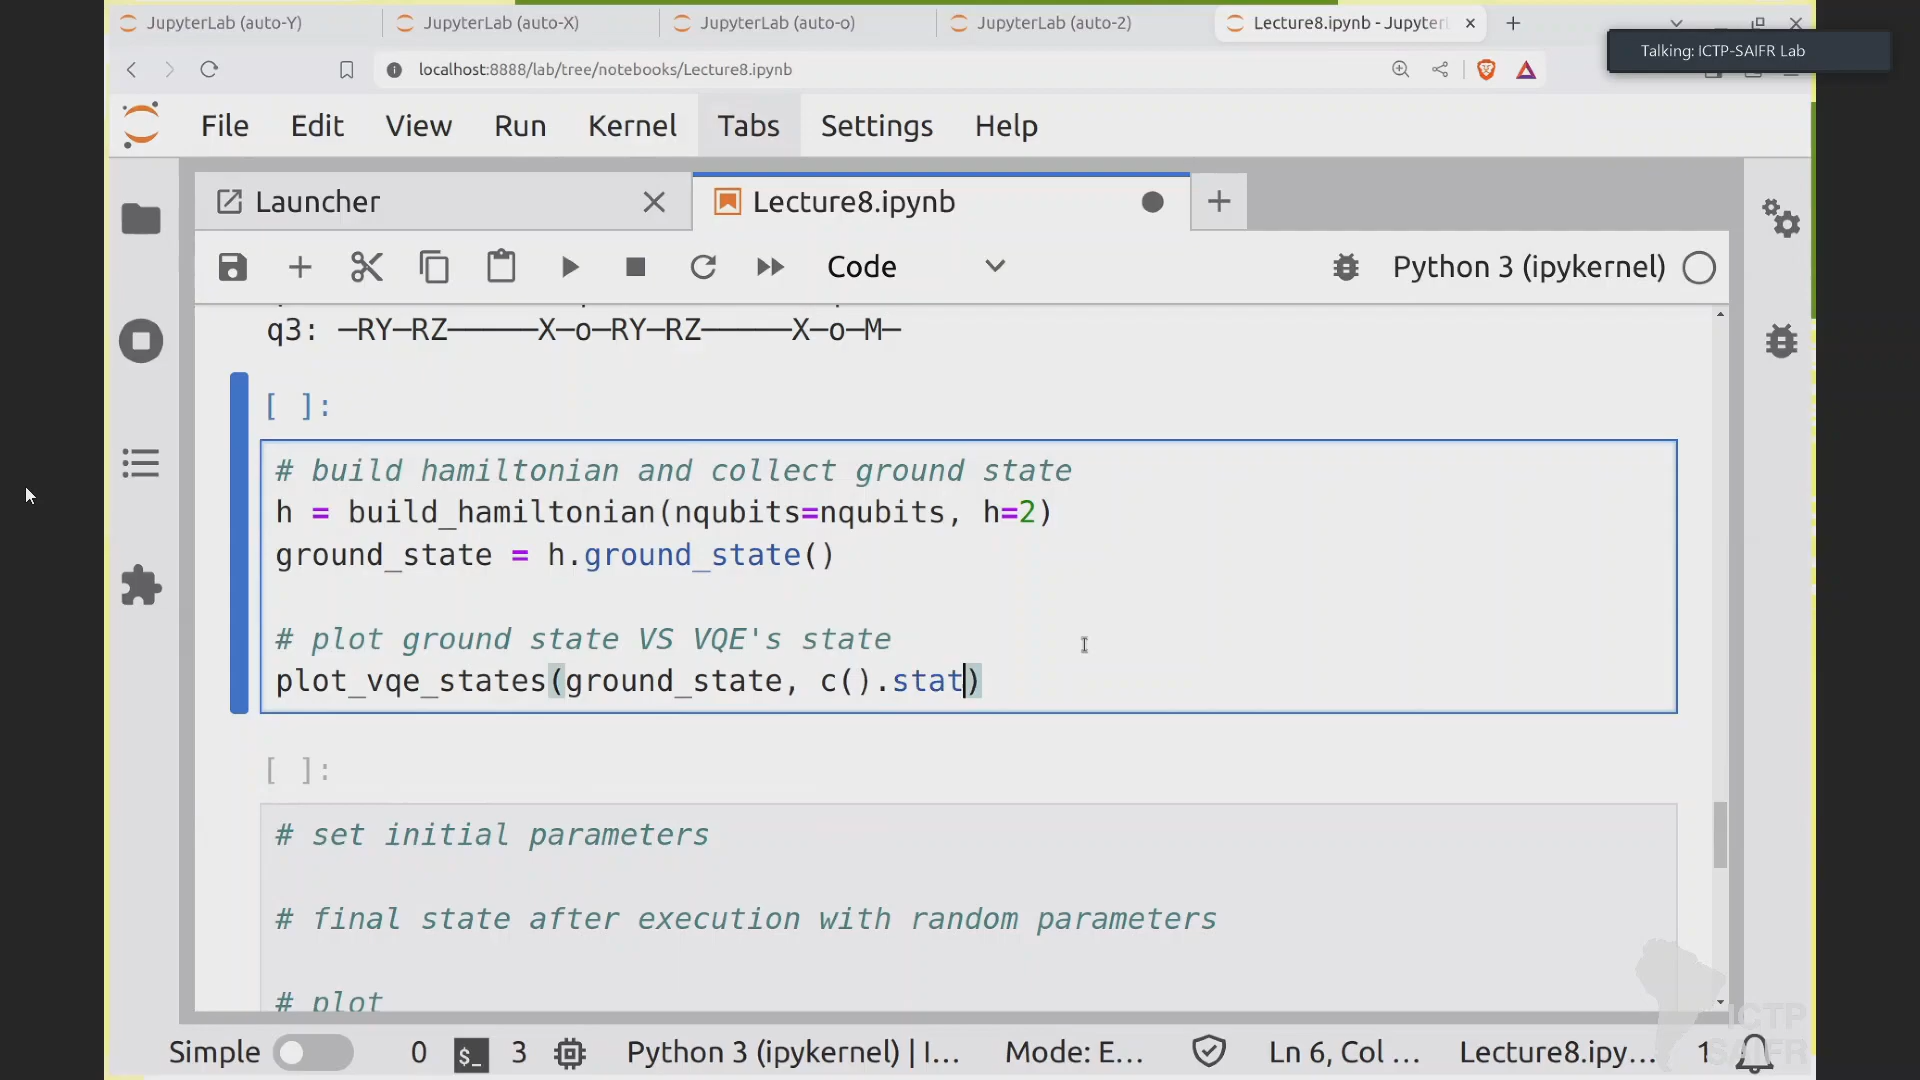 JupyterLab (auto-Y)
JupyterLab (auto-X)
JupyterLab (auto-o)
JupyterLab (auto-2)
Lecture8.ipynb - Jupyter
Talking: ICTP-SAIFR Lab
localhost:8888/lab/tree/notebooks/Lecture8.ipynb
File Edit View Run Kernel Tabs Settings Help
Launcher
Lecture8.ipynb
Code
Python 3 (ipykernel)
q3: —RY—RZ—————X—o—RY—RZ—————X—o—M—
[ ]:
# build hamiltonian and collect ground state
h = build_hamiltonian(nqubits=nqubits, h=2)
ground_state = h.ground_state()
# plot ground state VS VQE's state
plot_vqe_states(ground_state, c().stat)
[ ]:
# set initial parameters
# final state after execution with random parameters
# plot
Simple 0 $_ 3 Python 3 (ipykernel) | I… Mode: E… Ln 6, Col … Lecture8.ipy… 1
ICTP
SAIFR